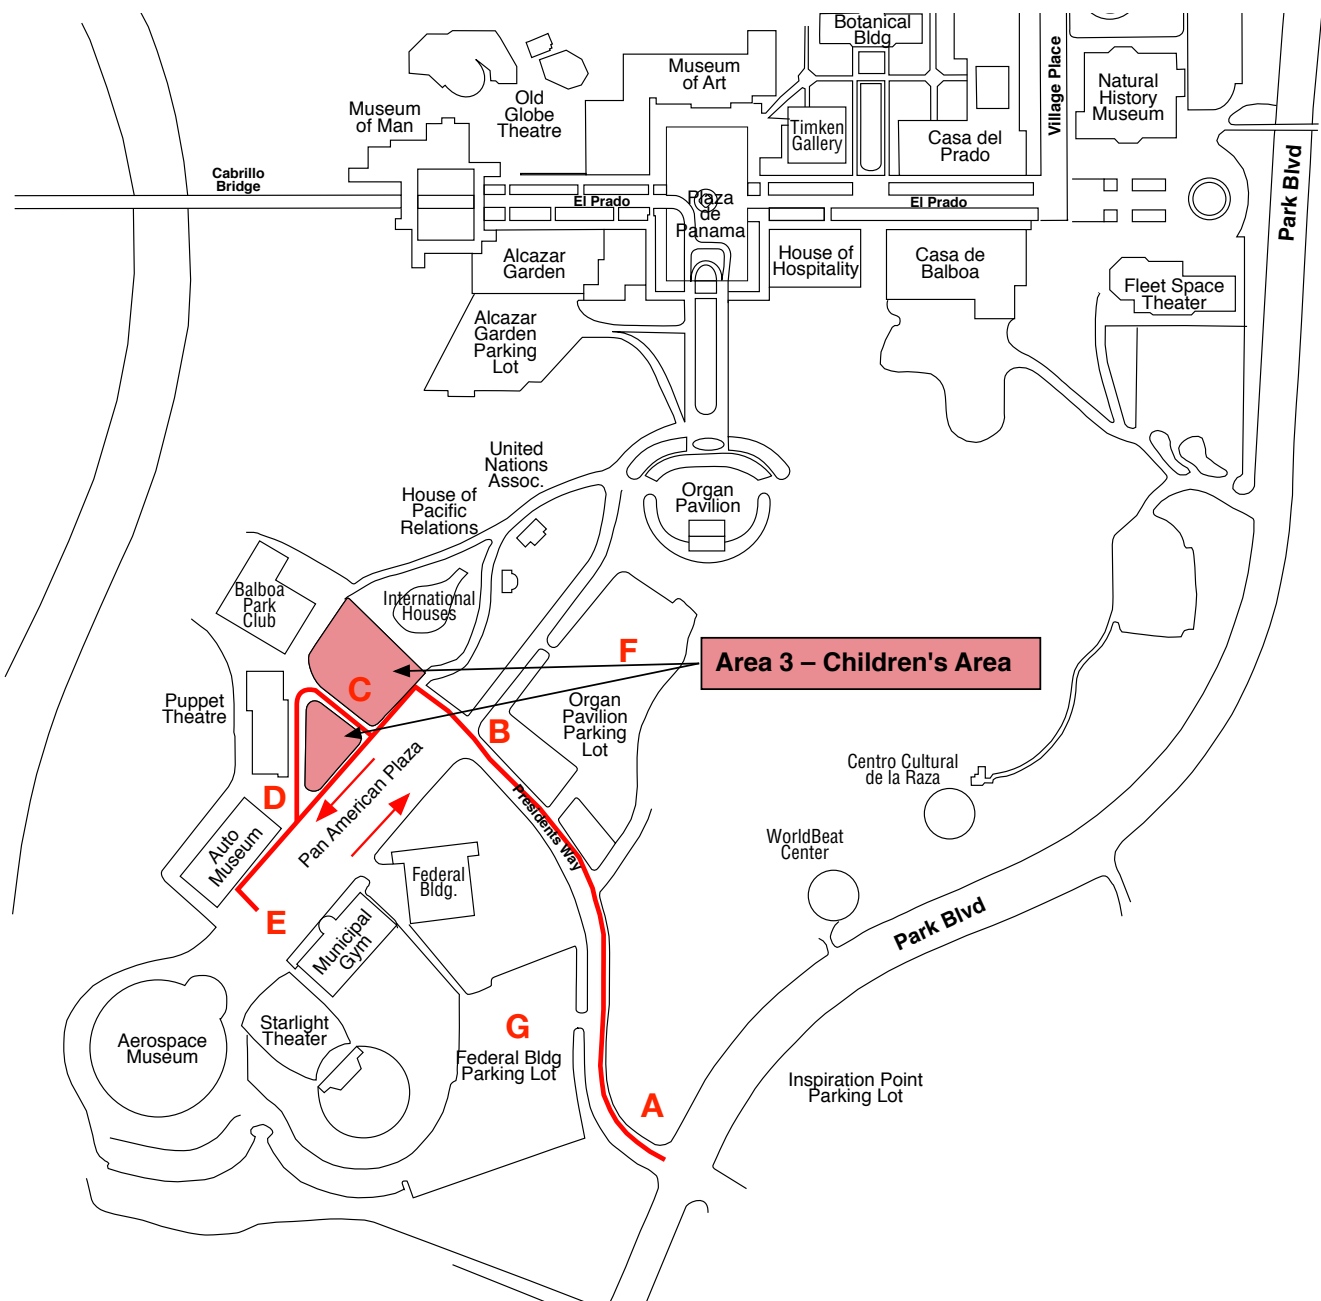 Botanical
Bldg
Museum
of Art
Old
Globe
Theatre
Museum
of Man
Timken
Gallery
Casa del
Prado
Village Place
Natural
History
Museum
Park Blvd
Cabrillo
Bridge
El Prado
Plaza
de
Panama
El Prado
Alcazar
Garden
House of
Hospitality
Casa de
Balboa
Fleet Space
Theater
Alcazar
Garden
Parking
Lot
United
Nations
Assoc.
House of
Pacific
Relations
Organ
Pavilion
Balboa
Park
Club
International
Houses
F
Area 3 – Children's Area
C
Puppet
Theatre
Organ
Pavilion
Parking
Lot
B
Pan American Plaza
D
Presidents Way
Centro Cultural
de la Raza
Auto
Museum
Federal
Bldg.
WorldBeat
Center
E
Municipal
Gym
Park Blvd
Aerospace
Museum
Starlight
Theater
G
Federal Bldg
Parking Lot
A
Inspiration Point
Parking Lot